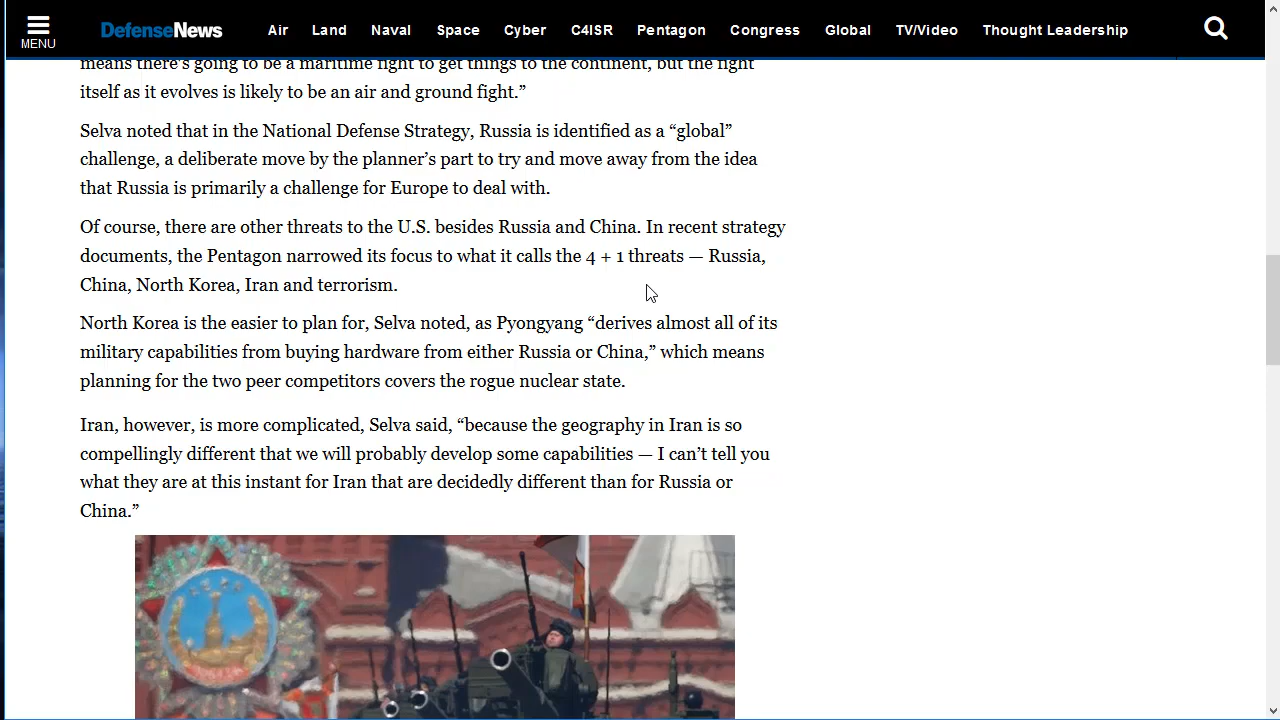 MENU
DefenseNews
Air Land Naval Space Cyber C4ISR Pentagon Congress Global TV/Video Thought Leadership
means there’s going to be a maritime fight to get things to the continent, but the fight
itself as it evolves is likely to be an air and ground fight.”
Selva noted that in the National Defense Strategy, Russia is identified as a “global”
challenge, a deliberate move by the planner’s part to try and move away from the idea
that Russia is primarily a challenge for Europe to deal with.
Of course, there are other threats to the U.S. besides Russia and China. In recent strategy
documents, the Pentagon narrowed its focus to what it calls the 4 + 1 threats — Russia,
China, North Korea, Iran and terrorism.
North Korea is the easier to plan for, Selva noted, as Pyongyang “derives almost all of its
military capabilities from buying hardware from either Russia or China,” which means
planning for the two peer competitors covers the rogue nuclear state.
Iran, however, is more complicated, Selva said, “because the geography in Iran is so
compellingly different that we will probably develop some capabilities — I can’t tell you
what they are at this instant for Iran that are decidedly different than for Russia or
China.”